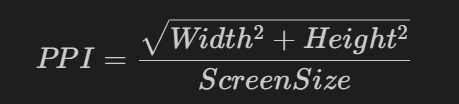 PPI = √(Width² + Height²) / ScreenSize